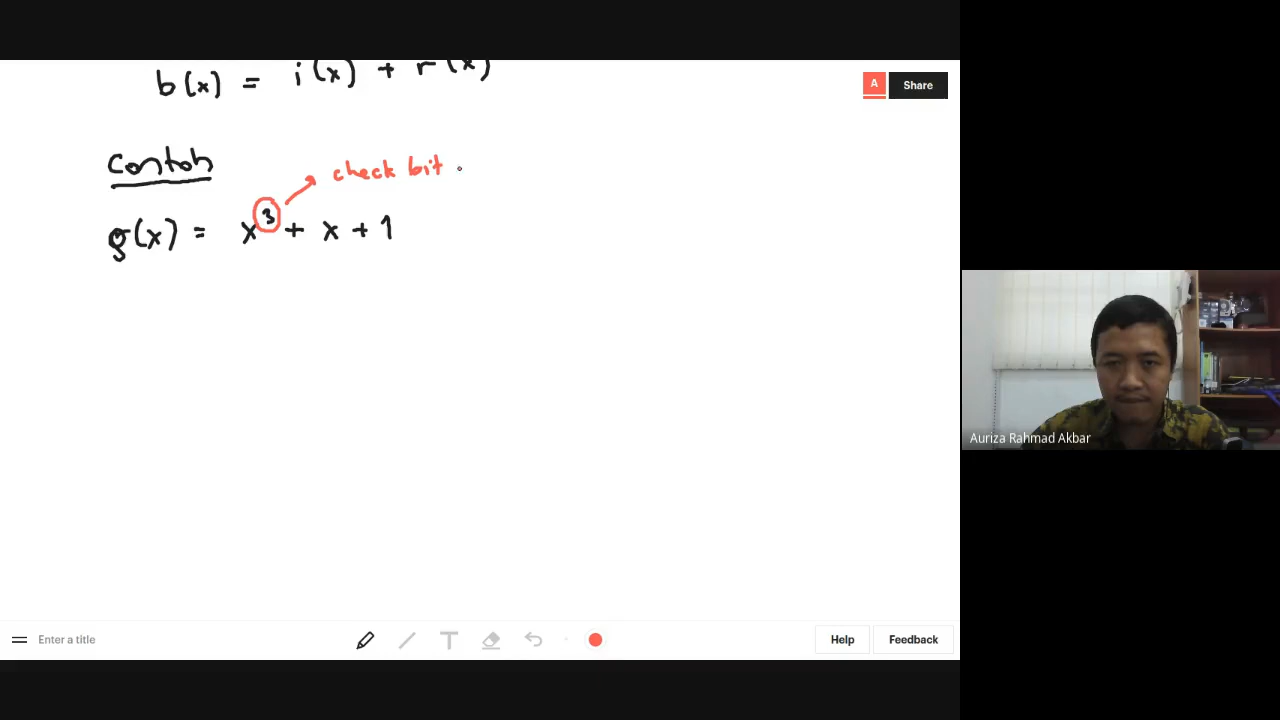 b(x) = i(x) + r(x)
A Share
Contoh
check bit
g(x) = x³ + x + 1
Auriza Rahmad Akbar
Enter a title
T
Help Feedback